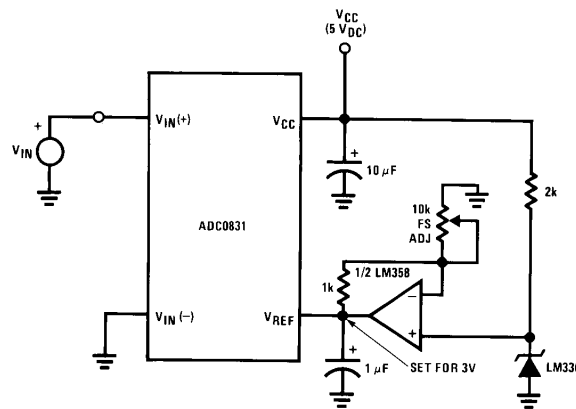 VCC
(5 VDC)
VIN(+)
VCC
+
VIN
+
10 µF
2k
ADC0831
10k
FS
ADJ
1/2 LM358
1k
−
VIN(−)
VREF
+
+
1 µF
SET FOR 3V